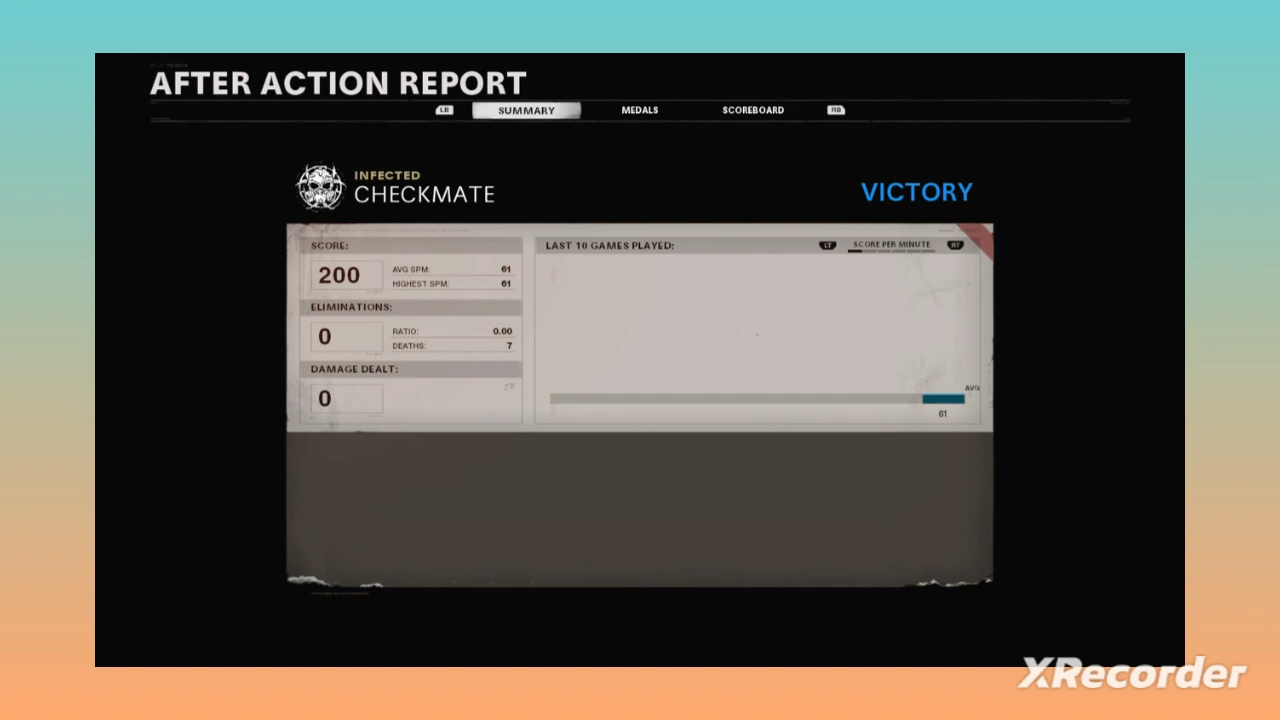 AFTER ACTION REPORT
LB SUMMARY MEDALS SCOREBOARD RB
INFECTED
CHECKMATE
VICTORY
SCORE:
200
AVG SPM: 61
HIGHEST SPM: 61
ELIMINATIONS:
0
RATIO: 0.00
DEATHS: 7
DAMAGE DEALT:
0
LAST 10 GAMES PLAYED:
LT SCORE PER MINUTE RT
AVG
61
XRecorder